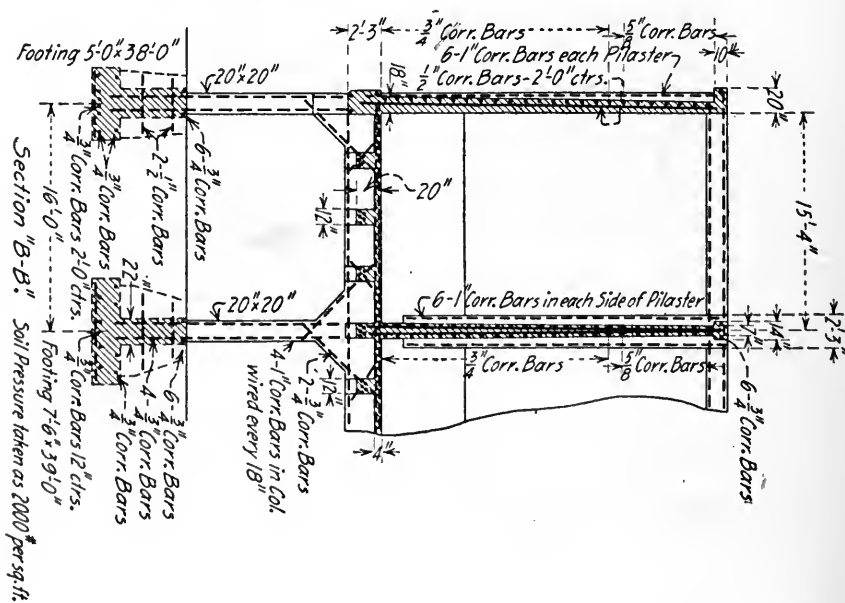 2'-3"
3/4" Corr. Bars
5/8" Corr. Bars
Footing 5'-0" x 38'-0"
6-1" Corr. Bars each Pilaster
10"
20" x 20"
18"
1/2" Corr. Bars - 2'-0" ctrs.
20"
6-3/4" Corr. Bars
2-1/2" Corr. Bars
3/4" Corr. Bars
3/4" Corr. Bars 2'-0" ctrs.
16'-0"
20"
12"
15'-4"
Section "B-B".
22"
20" x 20"
6-1" Corr. Bars in each Side of Pilaster
7"
14"
2'-3"
3/4" Corr. Bars
5/8" Corr. Bars
12"
6-3/4" Corr. Bars
2-3/4" Corr. Bars
4-1" Corr. Bars in Col.
wired every 18"
4"
6-3/4" Corr. Bars
4-3/4" Corr. Bars
3/4" Corr. Bars
3/4" Corr. Bars 12" ctrs.
Footing 7'-6" x 39'-0"
Soil Pressure taken as 2000# per sq. ft.